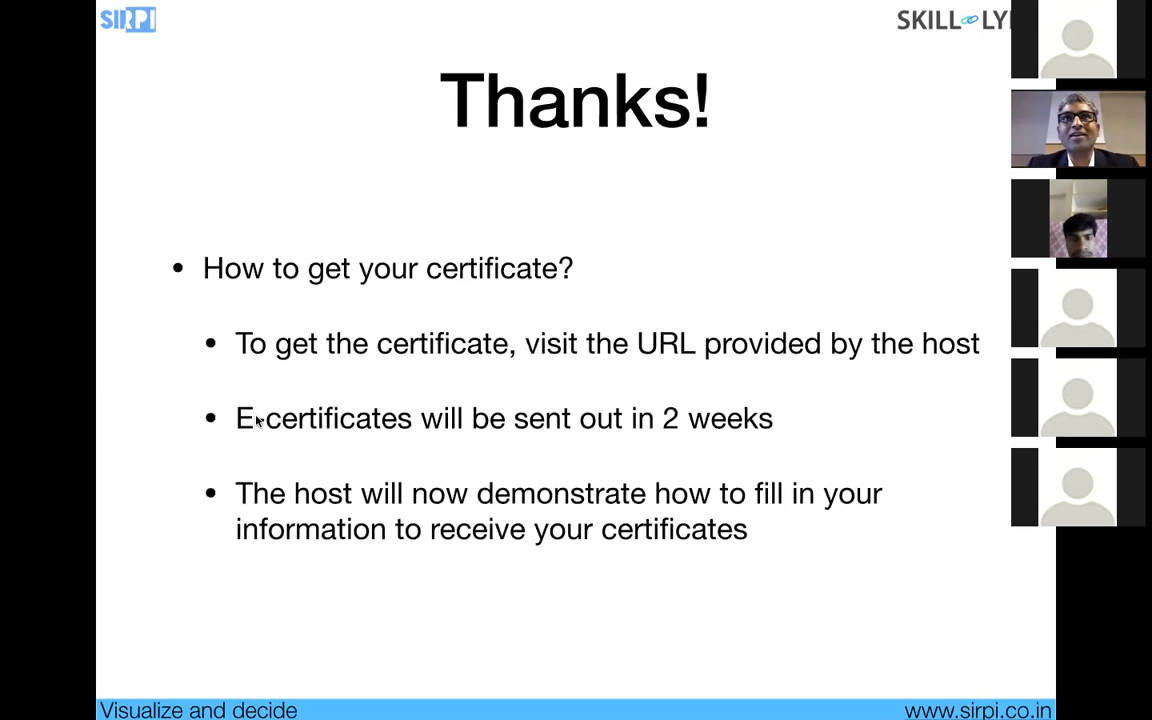 SIRPI
SKILL-LY
Thanks!
• How to get your certificate?
• To get the certificate, visit the URL provided by the host
• E-certificates will be sent out in 2 weeks
• The host will now demonstrate how to fill in your
information to receive your certificates
Visualize and decide
www.sirpi.co.in